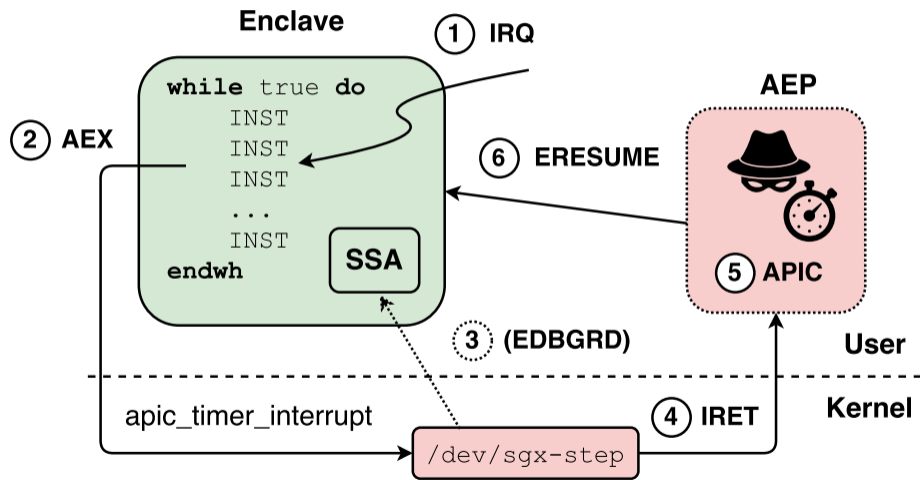 Enclave
1 IRQ
AEP
while true do
INST
2 AEX
INST
INST
...
INST
endwh
SSA
6 ERESUME
5 APIC
3 (EDBGRD)
User
Kernel
apic_timer_interrupt
4 IRET
/dev/sgx-step